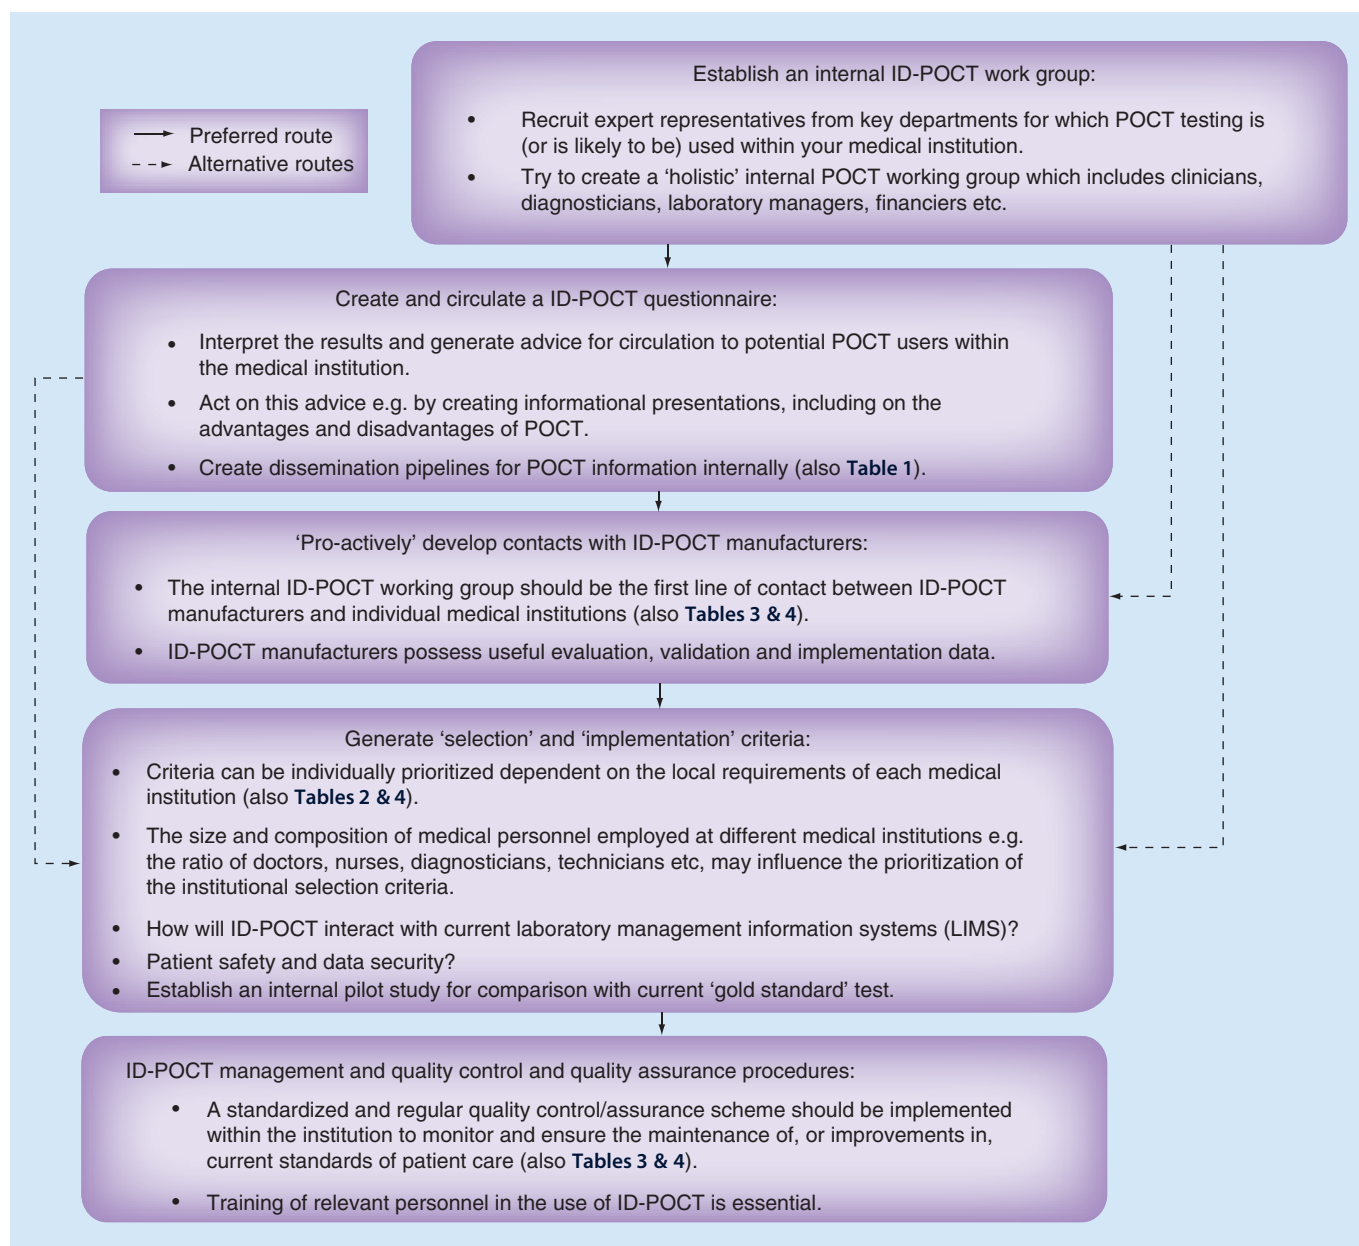 Preferred route
Alternative routes
Establish an internal ID-POCT work group:
• Recruit expert representatives from key departments for which POCT testing is
(or is likely to be) used within your medical institution.
• Try to create a ‘holistic’ internal POCT working group which includes clinicians,
diagnosticians, laboratory managers, financiers etc.
Create and circulate a ID-POCT questionnaire:
• Interpret the results and generate advice for circulation to potential POCT users within
the medical institution.
• Act on this advice e.g. by creating informational presentations, including on the
advantages and disadvantages of POCT.
• Create dissemination pipelines for POCT information internally (also Table 1).
‘Pro-actively’ develop contacts with ID-POCT manufacturers:
• The internal ID-POCT working group should be the first line of contact between ID-POCT
manufacturers and individual medical institutions (also Tables 3 & 4).
• ID-POCT manufacturers possess useful evaluation, validation and implementation data.
Generate ‘selection’ and ‘implementation’ criteria:
• Criteria can be individually prioritized dependent on the local requirements of each medical
institution (also Tables 2 & 4).
• The size and composition of medical personnel employed at different medical institutions e.g.
the ratio of doctors, nurses, diagnosticians, technicians etc, may influence the prioritization of
the institutional selection criteria.
• How will ID-POCT interact with current laboratory management information systems (LIMS)?
• Patient safety and data security?
• Establish an internal pilot study for comparison with current ‘gold standard’ test.
ID-POCT management and quality control and quality assurance procedures:
• A standardized and regular quality control/assurance scheme should be implemented
within the institution to monitor and ensure the maintenance of, or improvements in,
current standards of patient care (also Tables 3 & 4).
• Training of relevant personnel in the use of ID-POCT is essential.